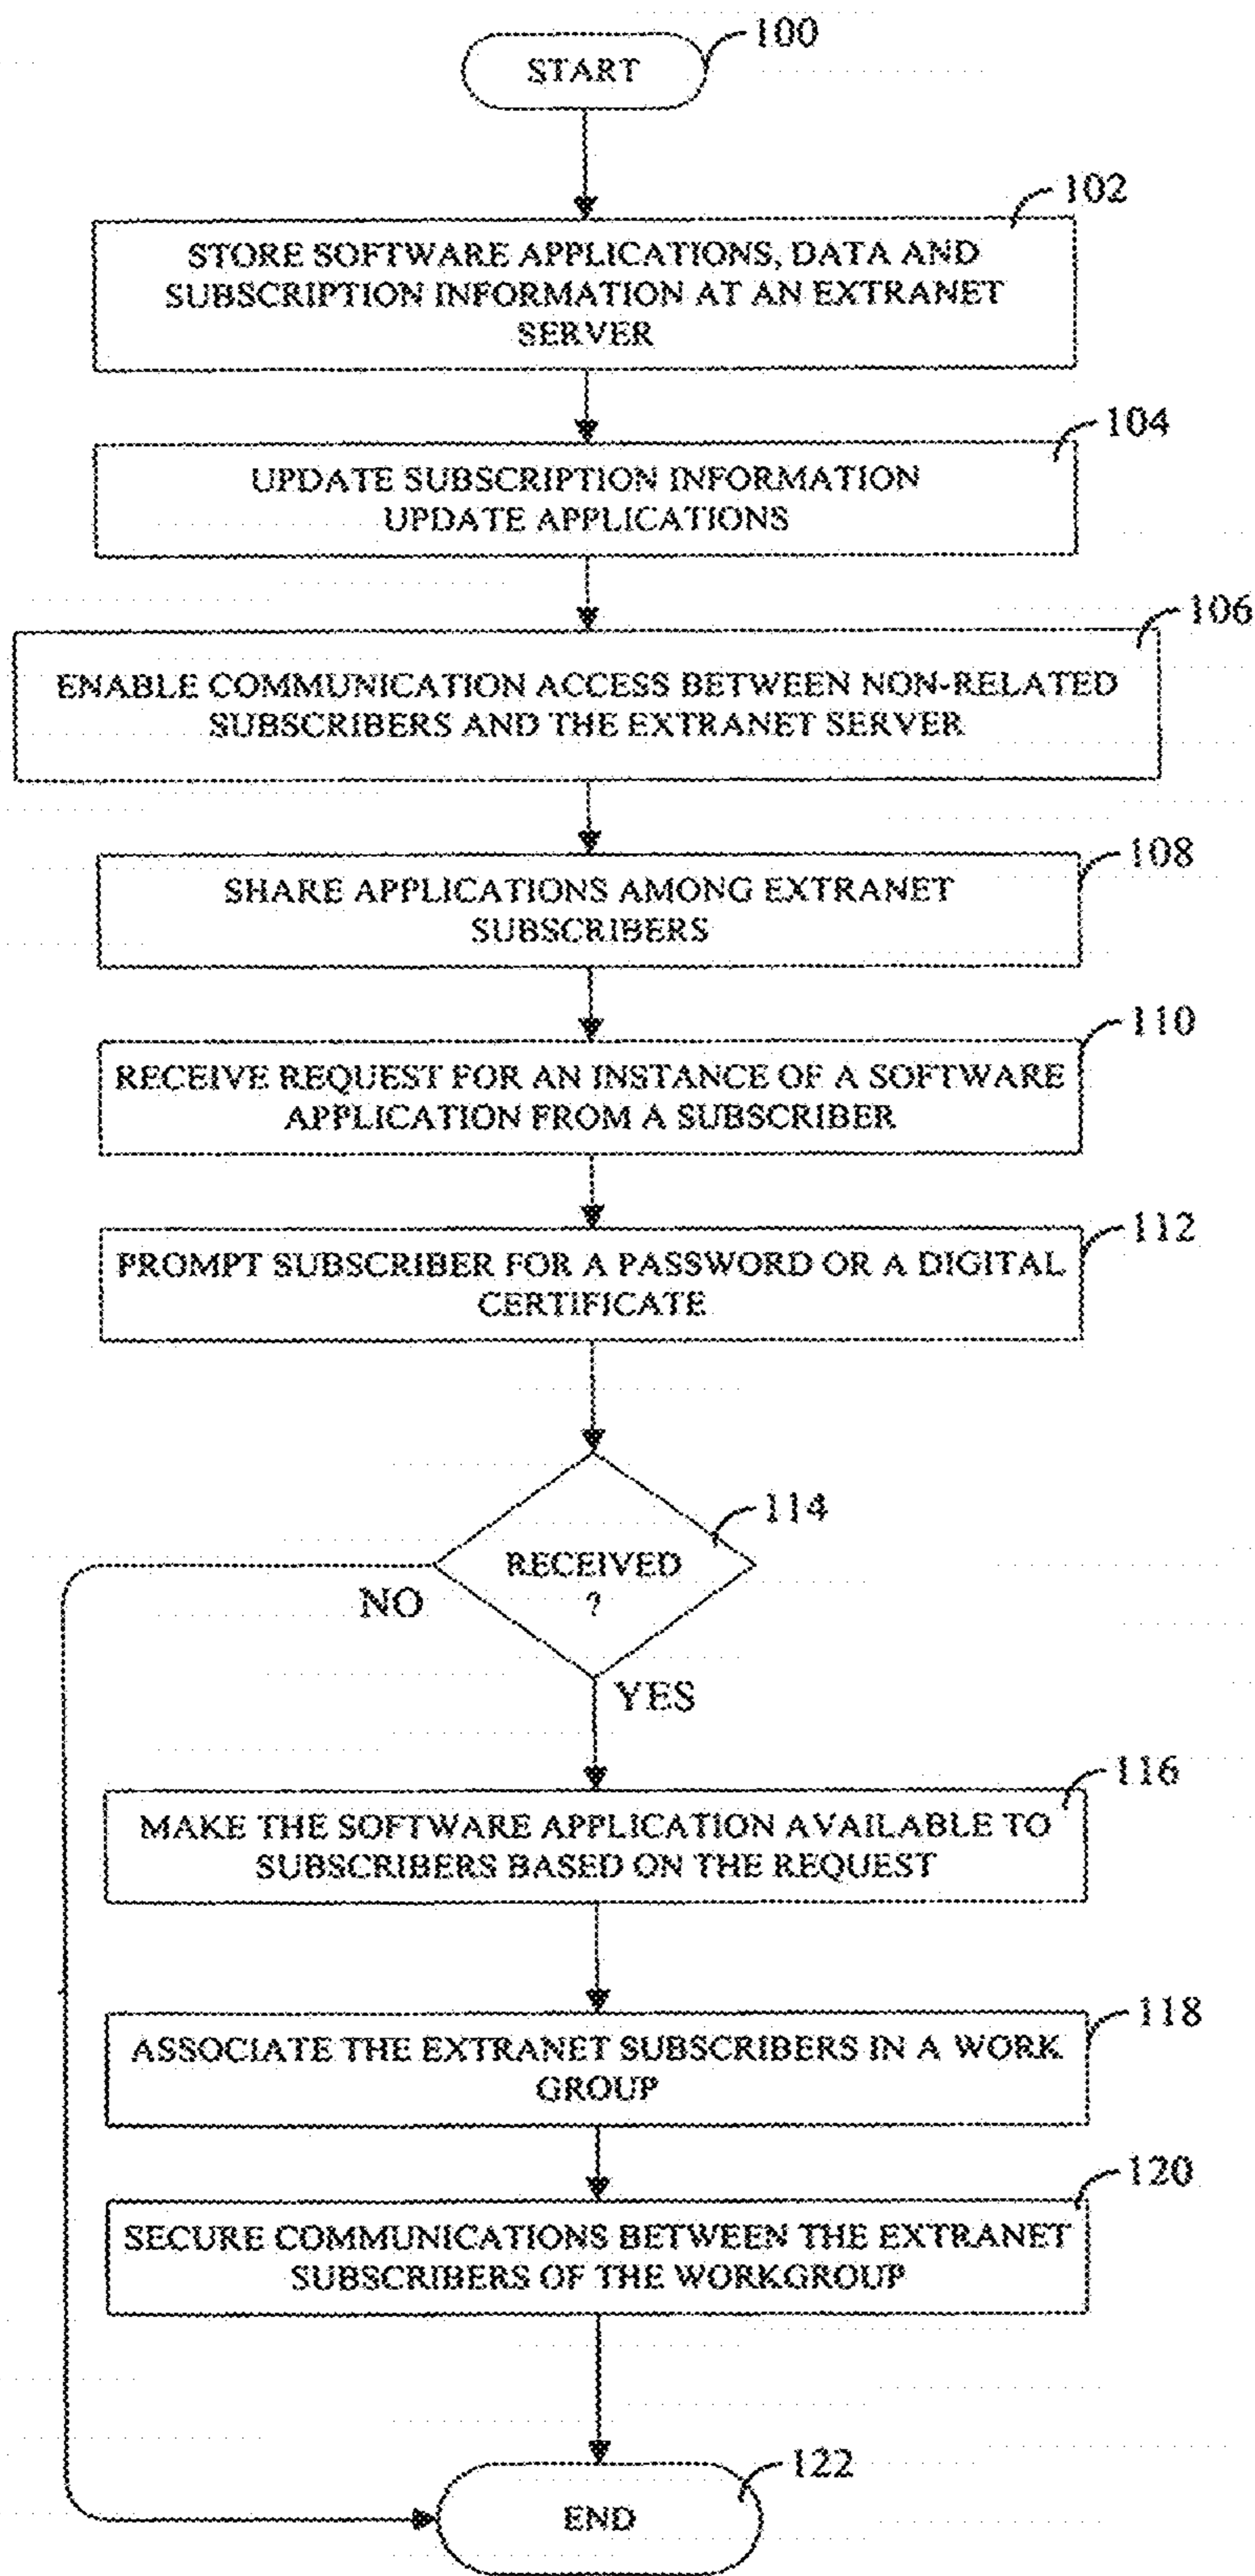 100
START
102
STORE SOFTWARE APPLICATIONS, DATA AND
SUBSCRIPTION INFORMATION AT AN EXTRANET
SERVER
104
UPDATE SUBSCRIPTION INFORMATION
UPDATE APPLICATIONS
106
ENABLE COMMUNICATION ACCESS BETWEEN NON-RELATED
SUBSCRIBERS AND THE EXTRANET SERVER
108
SHARE APPLICATIONS AMONG EXTRANET
SUBSCRIBERS
110
RECEIVE REQUEST FOR AN INSTANCE OF A SOFTWARE
APPLICATION FROM A SUBSCRIBER
112
PROMPT SUBSCRIBER FOR A PASSWORD OR A DIGITAL
CERTIFICATE
114
RECEIVED
?
NO
YES
116
MAKE THE SOFTWARE APPLICATION AVAILABLE TO
SUBSCRIBERS BASED ON THE REQUEST
118
ASSOCIATE THE EXTRANET SUBSCRIBERS IN A WORK
GROUP
120
SECURE COMMUNICATIONS BETWEEN THE EXTRANET
SUBSCRIBERS OF THE WORKGROUP
122
END